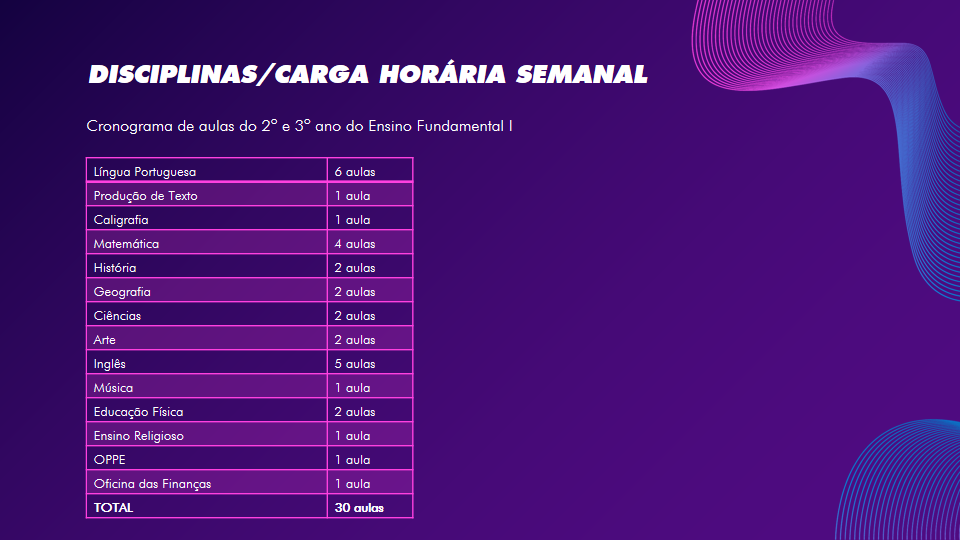 DISCIPLINAS/CARGA HORÁRIA SEMANAL
Cronograma de aulas do 2º e 3º ano do Ensino Fundamental I
Língua Portuguesa 6 aulas
Produção de Texto 1 aula
Caligrafia 1 aula
Matemática 4 aulas
História 2 aulas
Geografia 2 aulas
Ciências 2 aulas
Arte 2 aulas
Inglês 5 aulas
Música 1 aula
Educação Física 2 aulas
Ensino Religioso 1 aula
OPPE 1 aula
Oficina das Finanças 1 aula
TOTAL 30 aulas